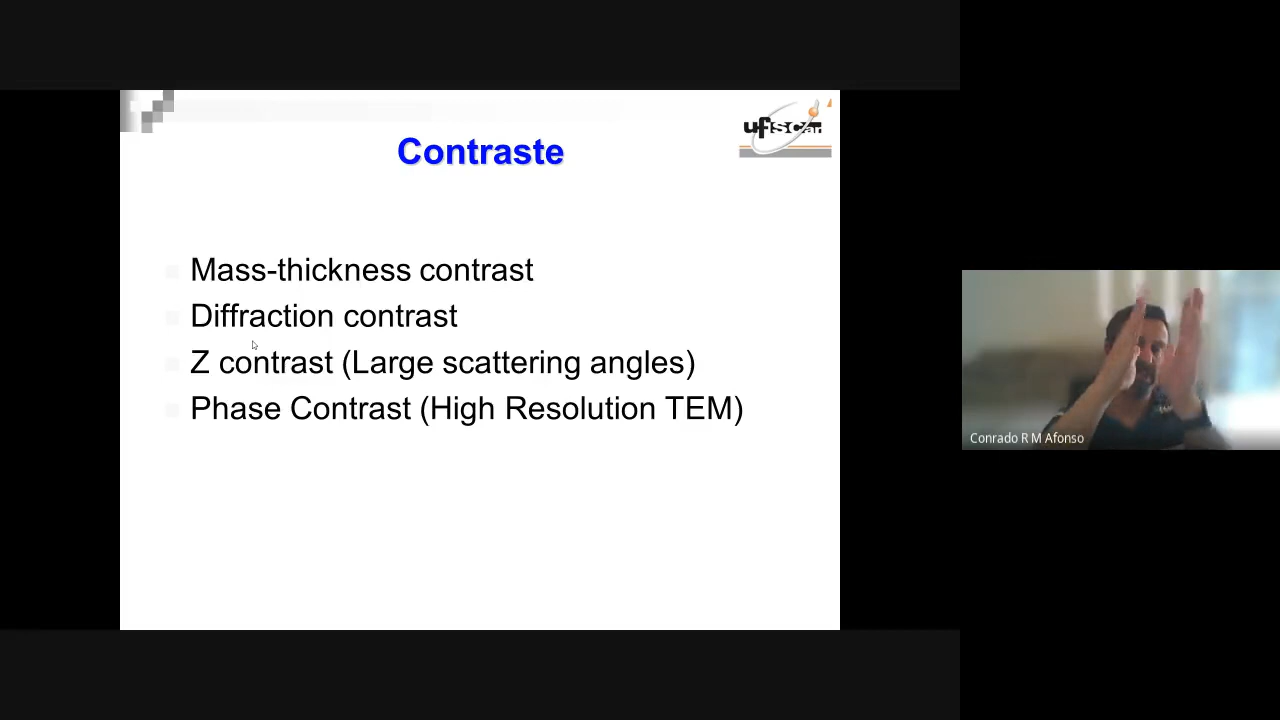 ufscar
Contraste
Mass-thickness contrast
Diffraction contrast
Z contrast (Large scattering angles)
Phase Contrast (High Resolution TEM)
Conrado R M Afonso